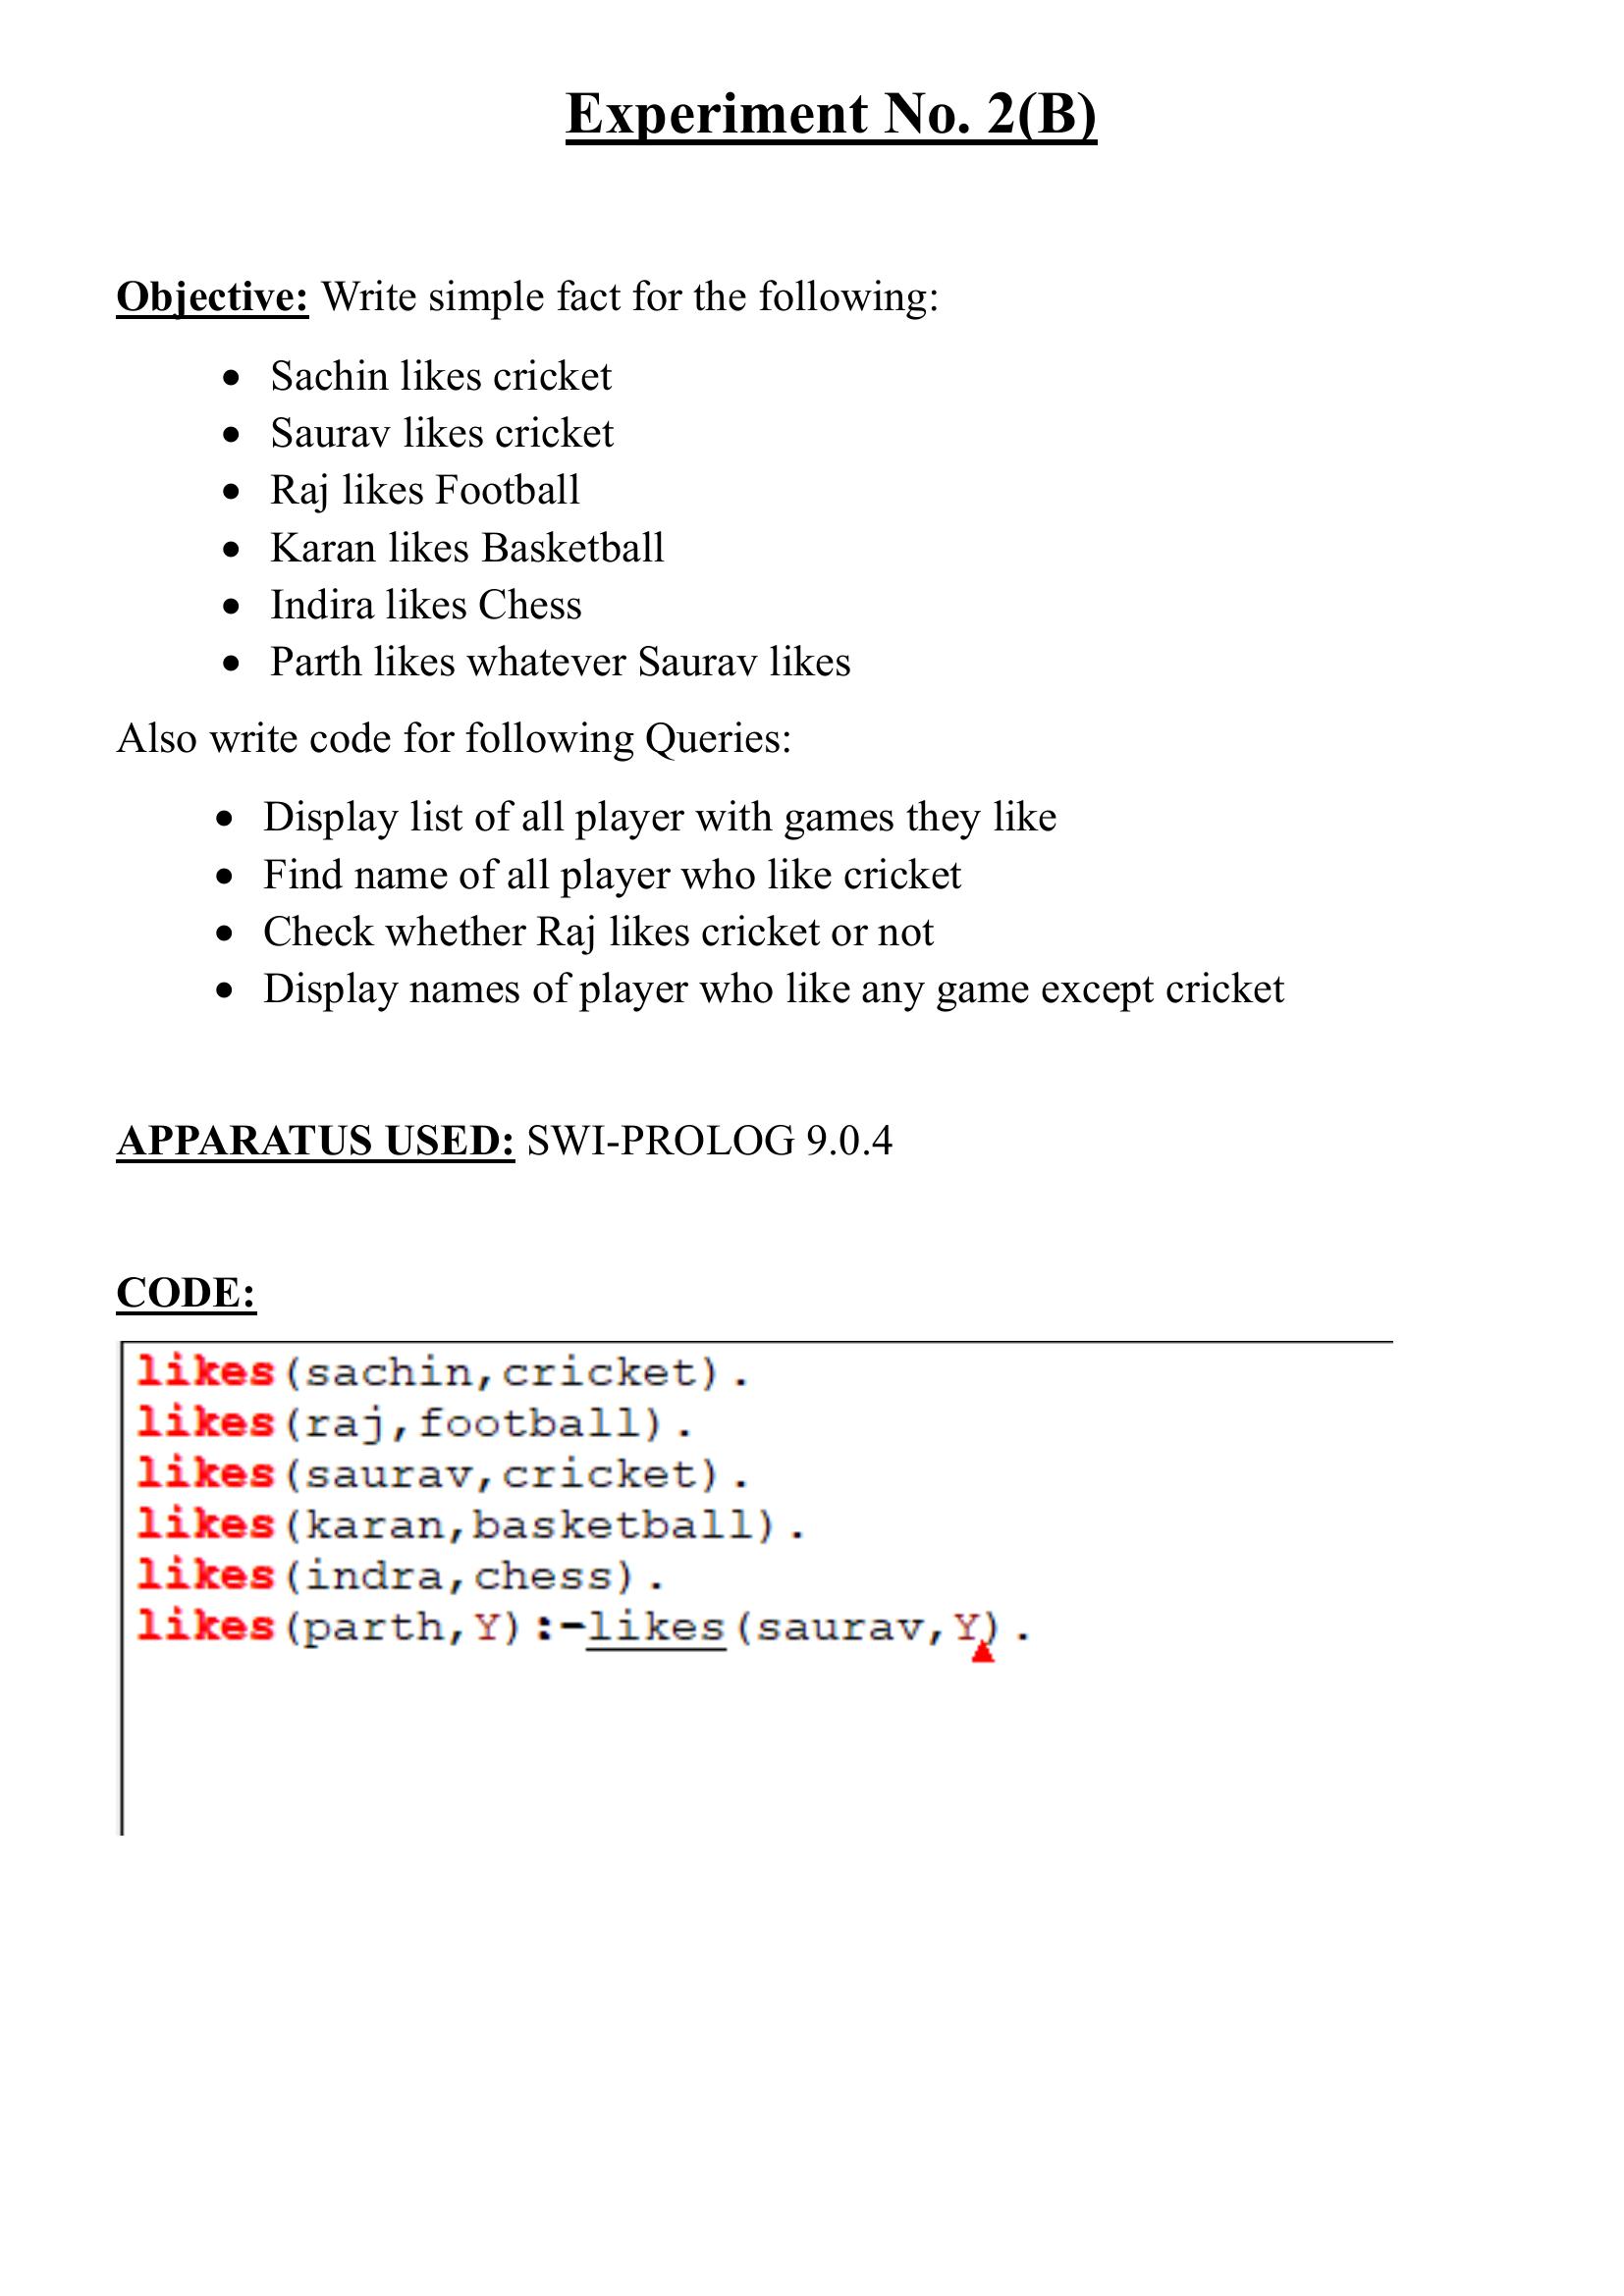 Experiment No. 2(B)
Objective: Write simple fact for the following:
• Sachin likes cricket
• Saurav likes cricket
• Raj likes Football
• Karan likes Basketball
• Indira likes Chess
• Parth likes whatever Saurav likes
Also write code for following Queries:
• Display list of all player with games they like
• Find name of all player who like cricket
• Check whether Raj likes cricket or not
• Display names of player who like any game except cricket
APPARATUS USED: SWI-PROLOG 9.0.4
CODE:
likes(sachin,cricket).
likes(raj,football).
likes(saurav,cricket).
likes(karan,basketball).
likes(indra,chess).
likes(parth,Y):-likes(saurav,Y).